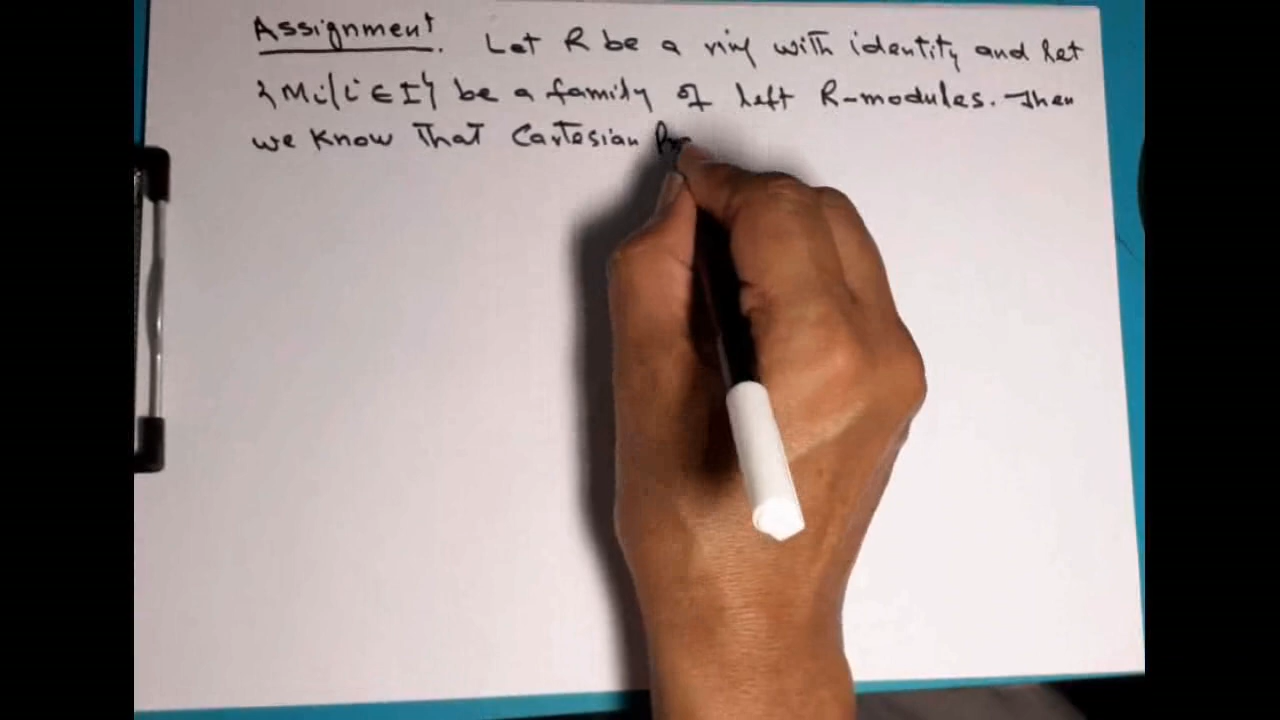 Assignment. Let R be a ring with identity and let
{Mi/i ∈ I} be a family of left R-modules. Then
we know that Cartesian